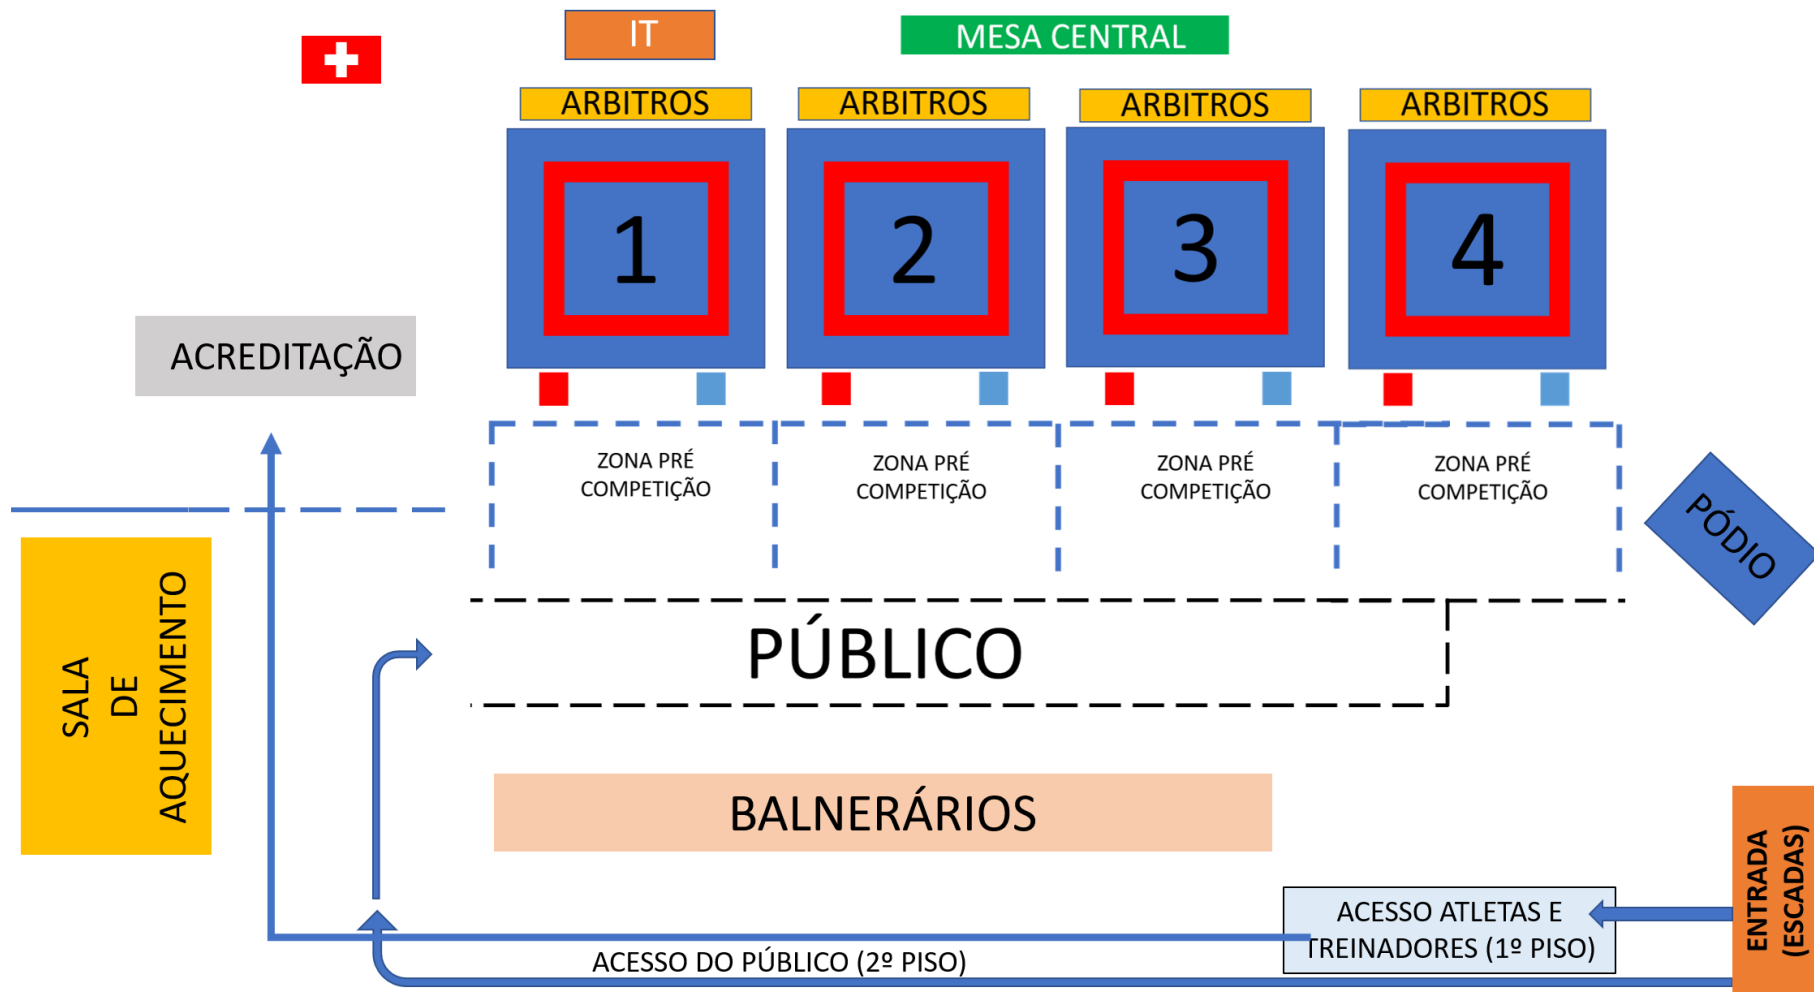 IT
MESA CENTRAL
ARBITROS
ARBITROS
ARBITROS
ARBITROS
1
2
3
4
ACREDITAÇÃO
ZONA PRÉ
COMPETIÇÃO
ZONA PRÉ
COMPETIÇÃO
ZONA PRÉ
COMPETIÇÃO
ZONA PRÉ
COMPETIÇÃO
PÓDIO
SALA
DE
AQUECIMENTO
PÚBLICO
BALNERÁRIOS
ENTRADA
(ESCADAS)
ACESSO ATLETAS E
TREINADORES (1º PISO)
ACESSO DO PÚBLICO (2º PISO)